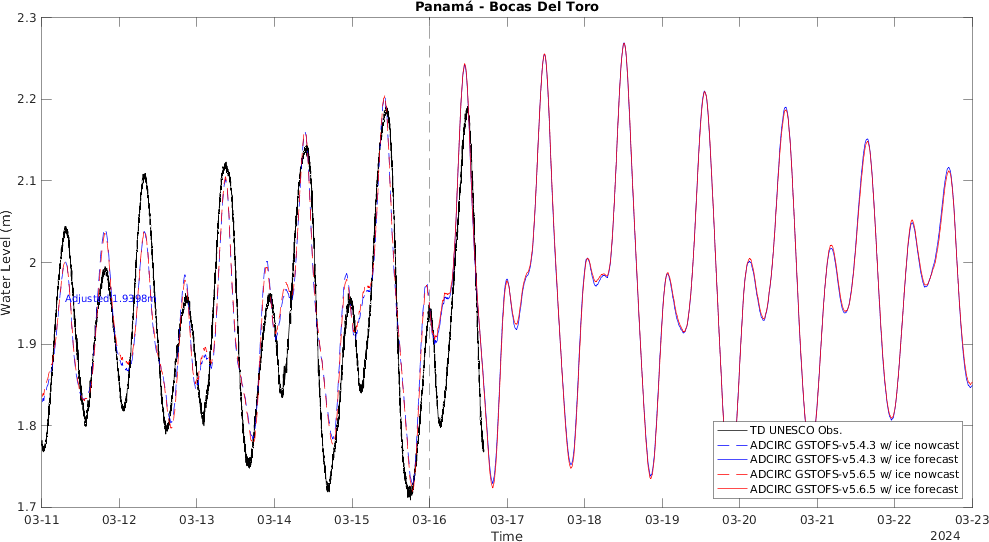 Panamá - Bocas Del Toro
2.3
2.2
2.1
2
1.9
1.8
1.7
Water Level (m)
Adjusted 1.9398m
TD UNESCO Obs.
ADCIRC GSTOFS-v5.4.3 w/ ice nowcast
ADCIRC GSTOFS-v5.4.3 w/ ice forecast
ADCIRC GSTOFS-v5.6.5 w/ ice nowcast
ADCIRC GSTOFS-v5.6.5 w/ ice forecast
03-11 03-12 03-13 03-14 03-15 03-16 03-17 03-18 03-19 03-20 03-21 03-22 03-23
Time
2024